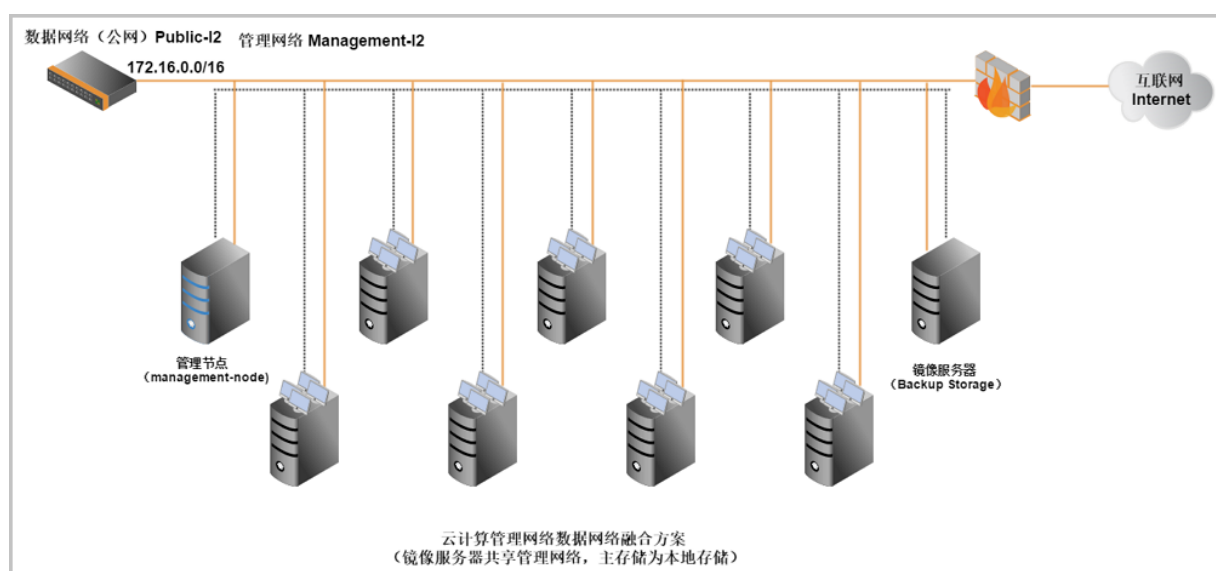 数据网络（公网）Public-l2 管理网络 Management-l2
172.16.0.0/16
互联网
Internet
管理节点
（management-node)
镜像服务器
（Backup Storage）
云计算管理网络数据网络融合方案
（镜像服务器共享管理网络，主存储为本地存储）